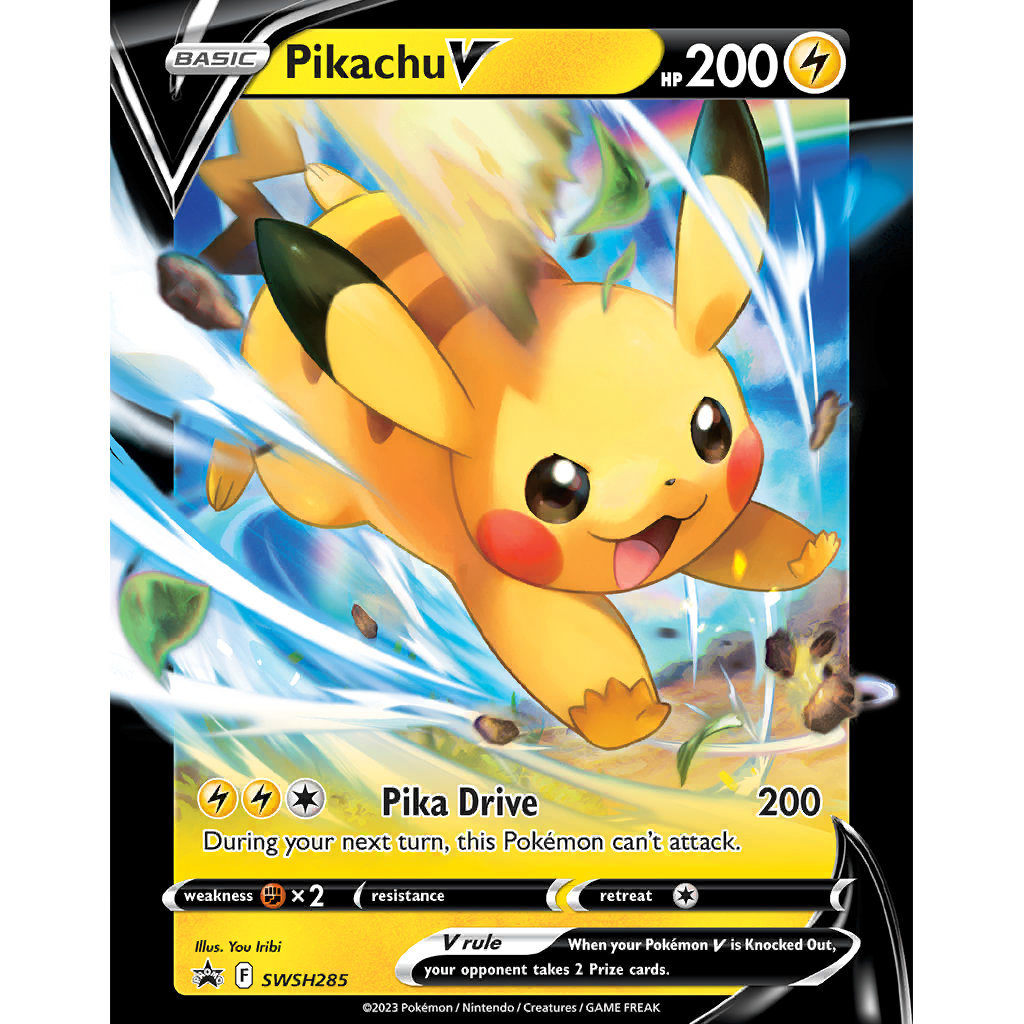 BASIC
Pikachu V
HP 200
Pika Drive 200
During your next turn, this Pokémon can't attack.
weakness ×2 resistance retreat
Illus. You Iribi
V rule When your Pokémon V is Knocked Out,
your opponent takes 2 Prize cards.
PROMO F SWSH285
©2023 Pokémon / Nintendo / Creatures / GAME FREAK